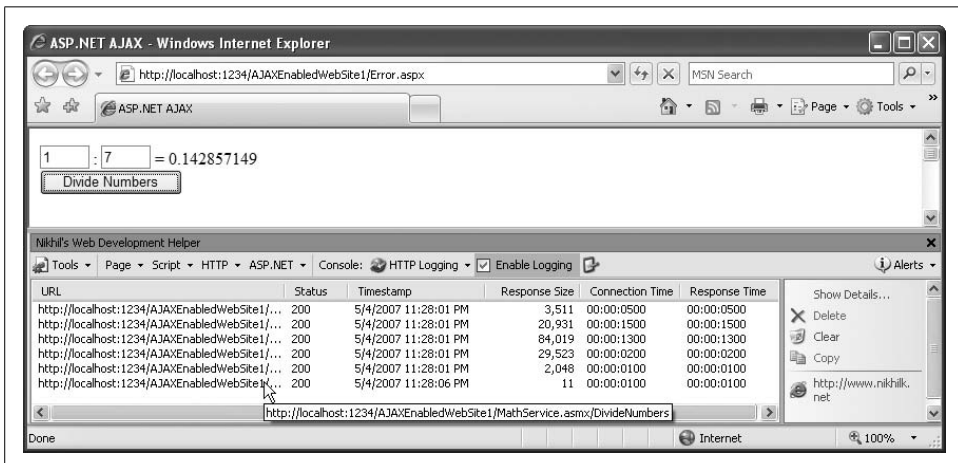 ASP.NET AJAX - Windows Internet Explorer
http://localhost:1234/AJAXEnabledWebSite1/Error.aspx
MSN Search
ASP.NET AJAX
Page
Tools
»
1 : 7 = 0.142857149
Divide Numbers
Nikhil's Web Development Helper
Tools Page Script HTTP ASP.NET Console: HTTP Logging Enable Logging Alerts
URL Status Timestamp Response Size Connection Time Response Time
http://localhost:1234/AJAXEnabledWebSite1/... 200 5/4/2007 11:28:01 PM 3,511 00:00:0500 00:00:0500
http://localhost:1234/AJAXEnabledWebSite1/... 200 5/4/2007 11:28:01 PM 20,931 00:00:1500 00:00:1500
http://localhost:1234/AJAXEnabledWebSite1/... 200 5/4/2007 11:28:01 PM 84,019 00:00:1300 00:00:1300
http://localhost:1234/AJAXEnabledWebSite1/... 200 5/4/2007 11:28:01 PM 29,523 00:00:0200 00:00:0200
http://localhost:1234/AJAXEnabledWebSite1/... 200 5/4/2007 11:28:01 PM 2,048 00:00:0100 00:00:0100
http://localhost:1234/AJAXEnabledWebSite1/... 200 5/4/2007 11:28:06 PM 11 00:00:0100 00:00:0100
http://localhost:1234/AJAXEnabledWebSite1/MathService.asmx/DivideNumbers
Show Details...
Delete
Clear
Copy
http://www.nikhilk.
net
Done
Internet
100%